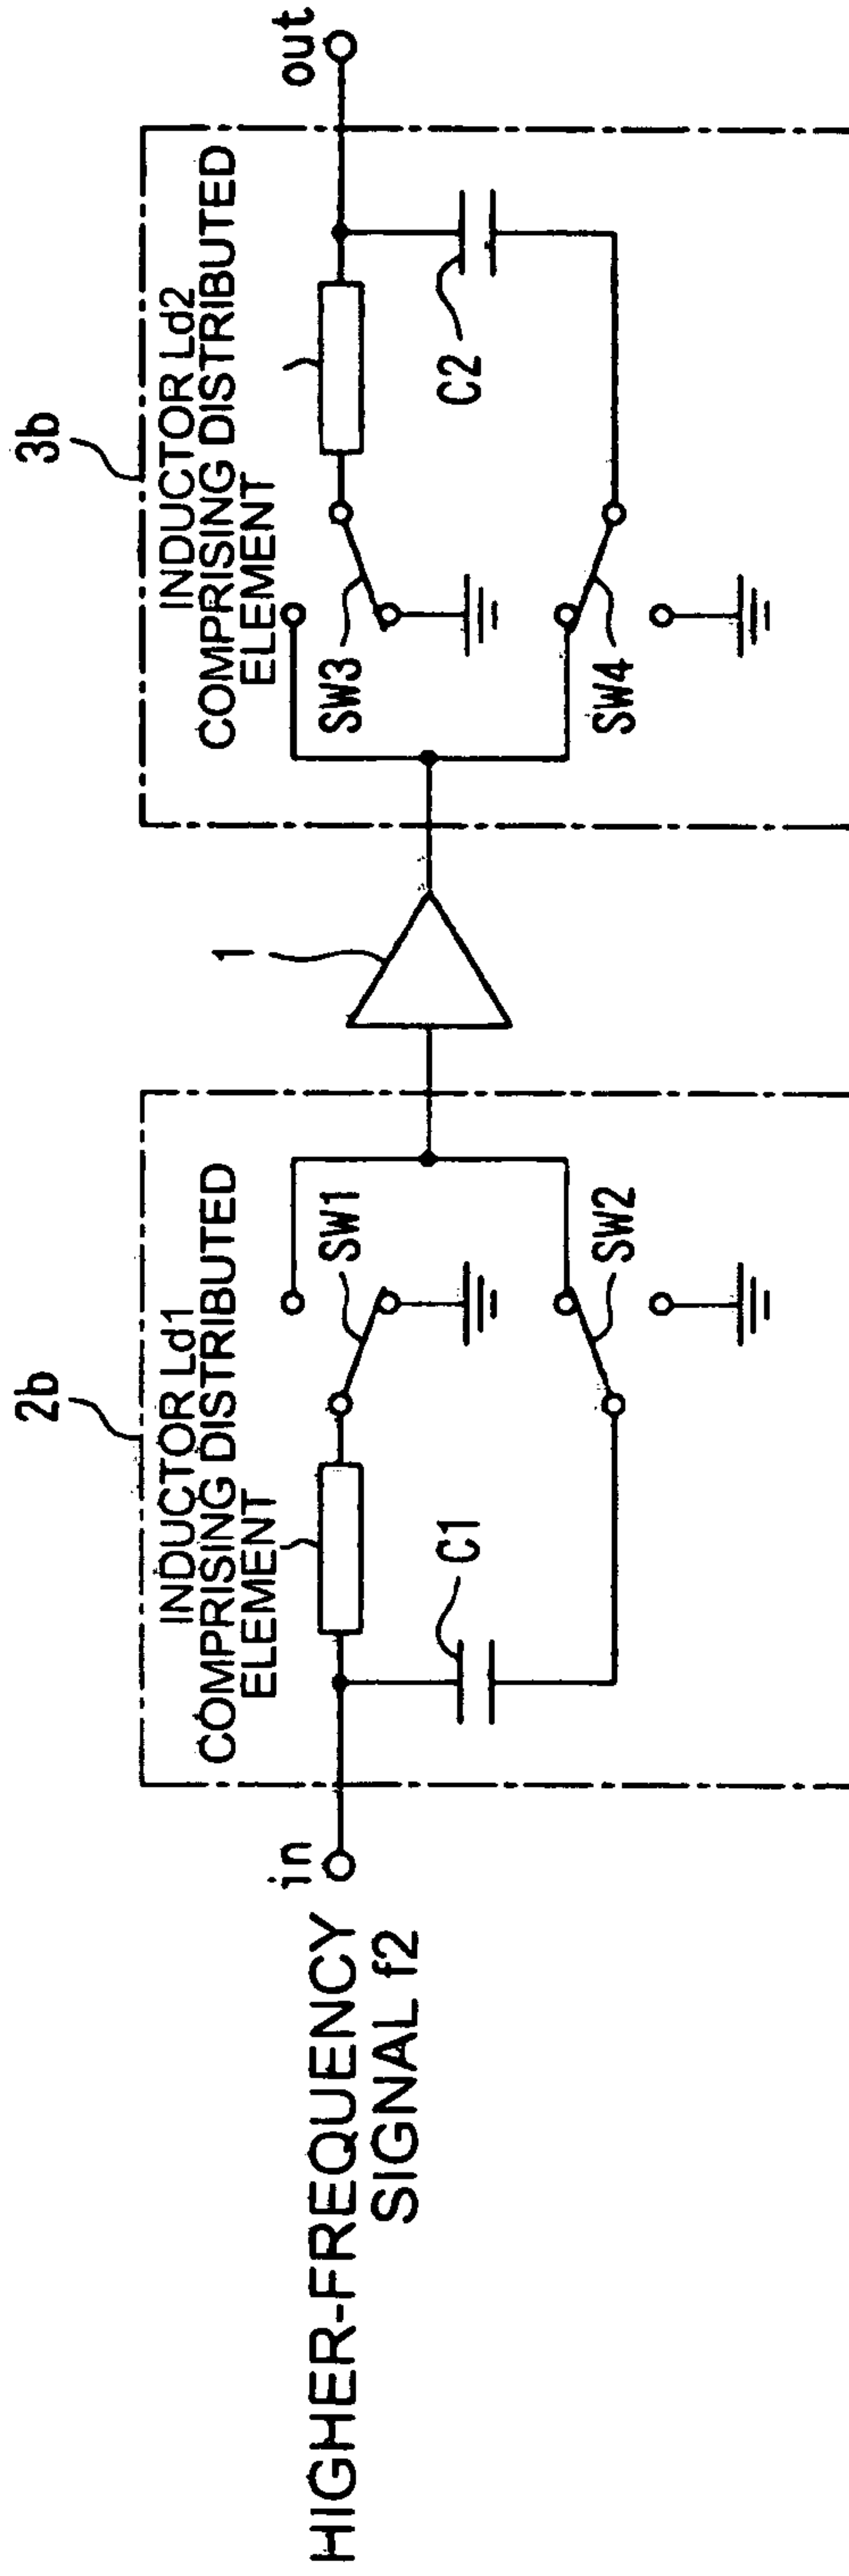 HIGHER-FREQUENCY
SIGNAL f2
in
2b
INDUCTOR Ld1
COMPRISING DISTRIBUTED
ELEMENT
C1
SW1
SW2
1
3b
INDUCTOR Ld2
COMPRISING DISTRIBUTED
ELEMENT
SW3
SW4
C2
out